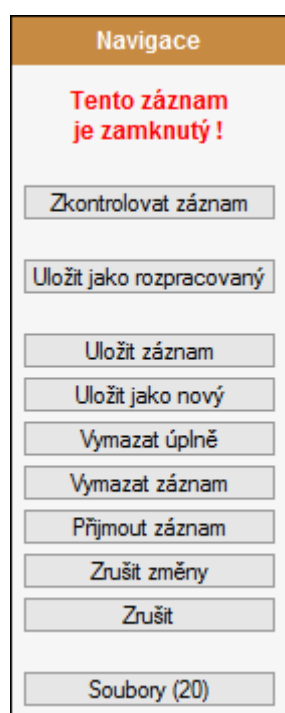 Navigace
Tento záznam
je zamknutý !
Zkontrolovat záznam
Uložit jako rozpracovaný
Uložit záznam
Uložit jako nový
Vymazat úplně
Vymazat záznam
Přijmout záznam
Zrušit změny
Zrušit
Soubory (20)